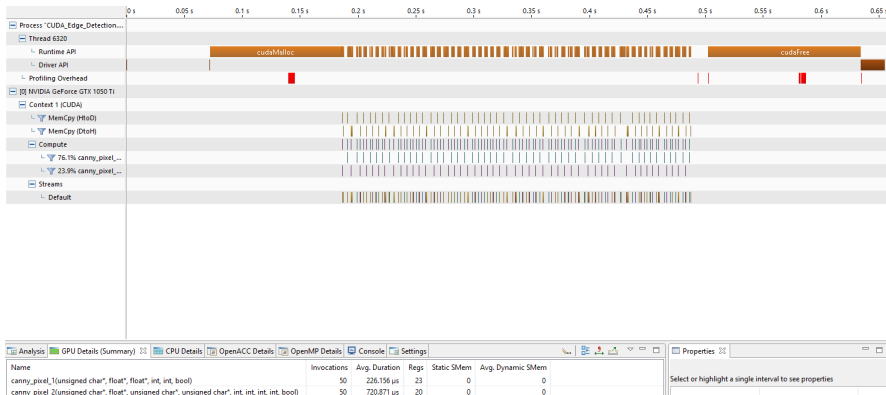 0 s 0.05 s 0.1 s 0.15 s 0.2 s 0.25 s 0.3 s 0.35 s 0.4 s 0.45 s 0.5 s 0.55 s 0.6 s 0.65 s
Process "CUDA_Edge_Detection....
Thread 6320
Runtime API cudaMalloc cudaFree
Driver API
Profiling Overhead
[0] NVIDIA GeForce GTX 1050 Ti
Context 1 (CUDA)
MemCpy (HtoD)
MemCpy (DtoH)
Compute
76.1% canny_pixel_...
23.9% canny_pixel_...
Streams
Default
Analysis GPU Details (Summary) CPU Details OpenACC Details OpenMP Details Console Settings Properties
Name Invocations Avg. Duration Regs Static SMem Avg. Dynamic SMem
canny_pixel_1(unsigned char*, float*, float*, int, int, bool) 50 226.156 µs 23 0 0
Select or highlight a single interval to see properties
canny_pixel_2(unsigned char*, float*, unsigned char*, unsigned char*, int, int, int, int, bool) 50 720.871 µs 20 0 0